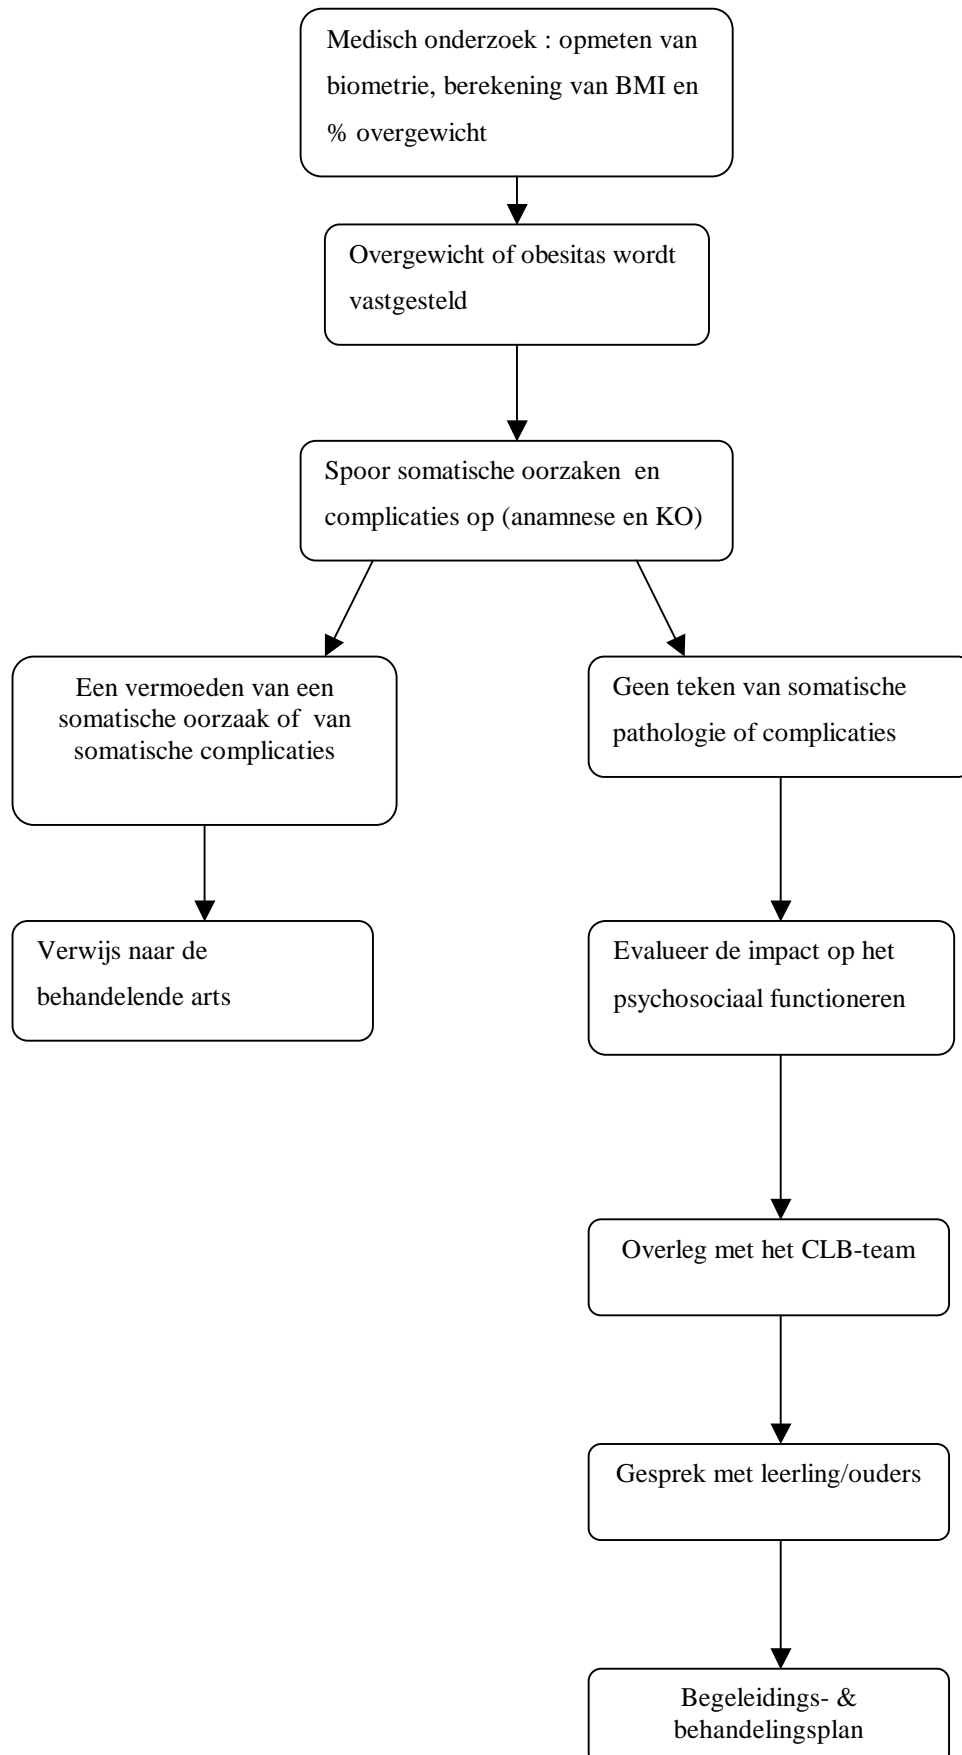 Medisch onderzoek : opmeten van
biometrie, berekening van BMI en
% overgewicht
Overgewicht of obesitas wordt
vastgesteld
Spoor somatische oorzaken  en
complicaties op (anamnese en KO)
Een vermoeden van een
somatische oorzaak of  van
somatische complicaties
Geen teken van somatische
pathologie of complicaties
Verwijs naar de
behandelende arts
Evalueer de impact op het
psychosociaal functioneren
Overleg met het CLB-team
Gesprek met leerling/ouders
Begeleidings- &
behandelingsplan